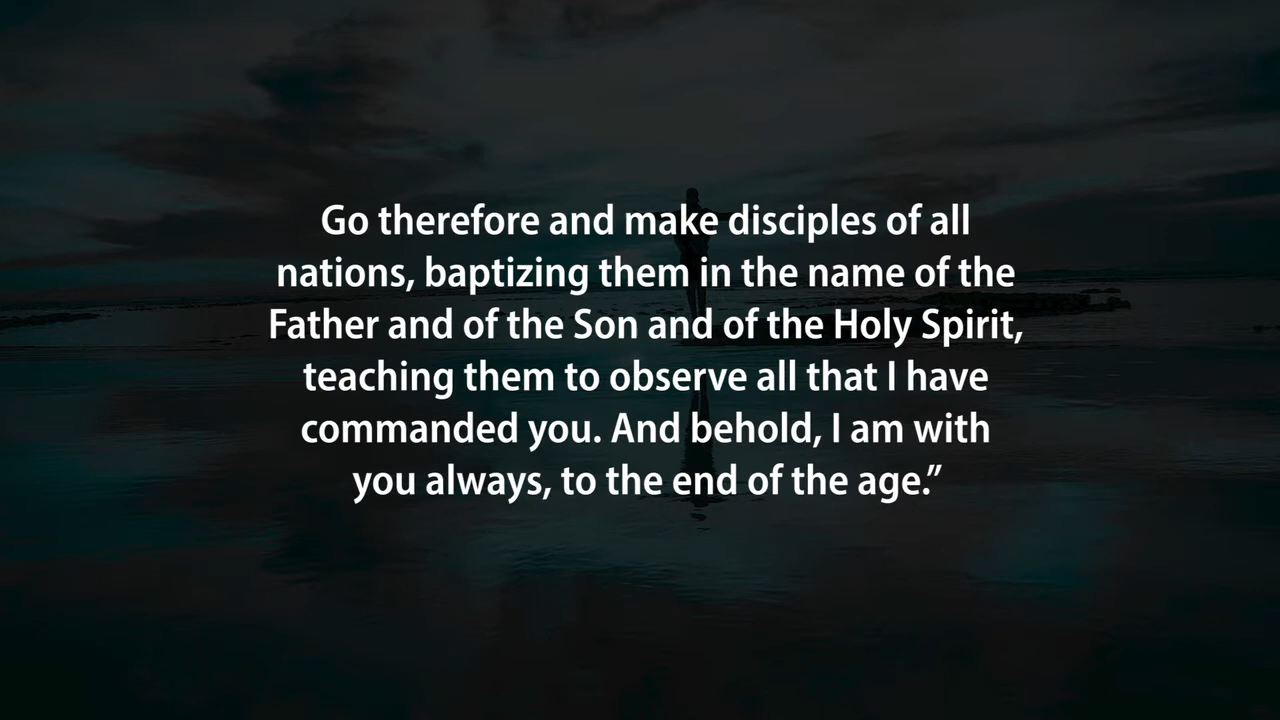 Go therefore and make disciples of all
nations, baptizing them in the name of the
Father and of the Son and of the Holy Spirit,
teaching them to observe all that I have
commanded you. And behold, I am with
you always, to the end of the age.”